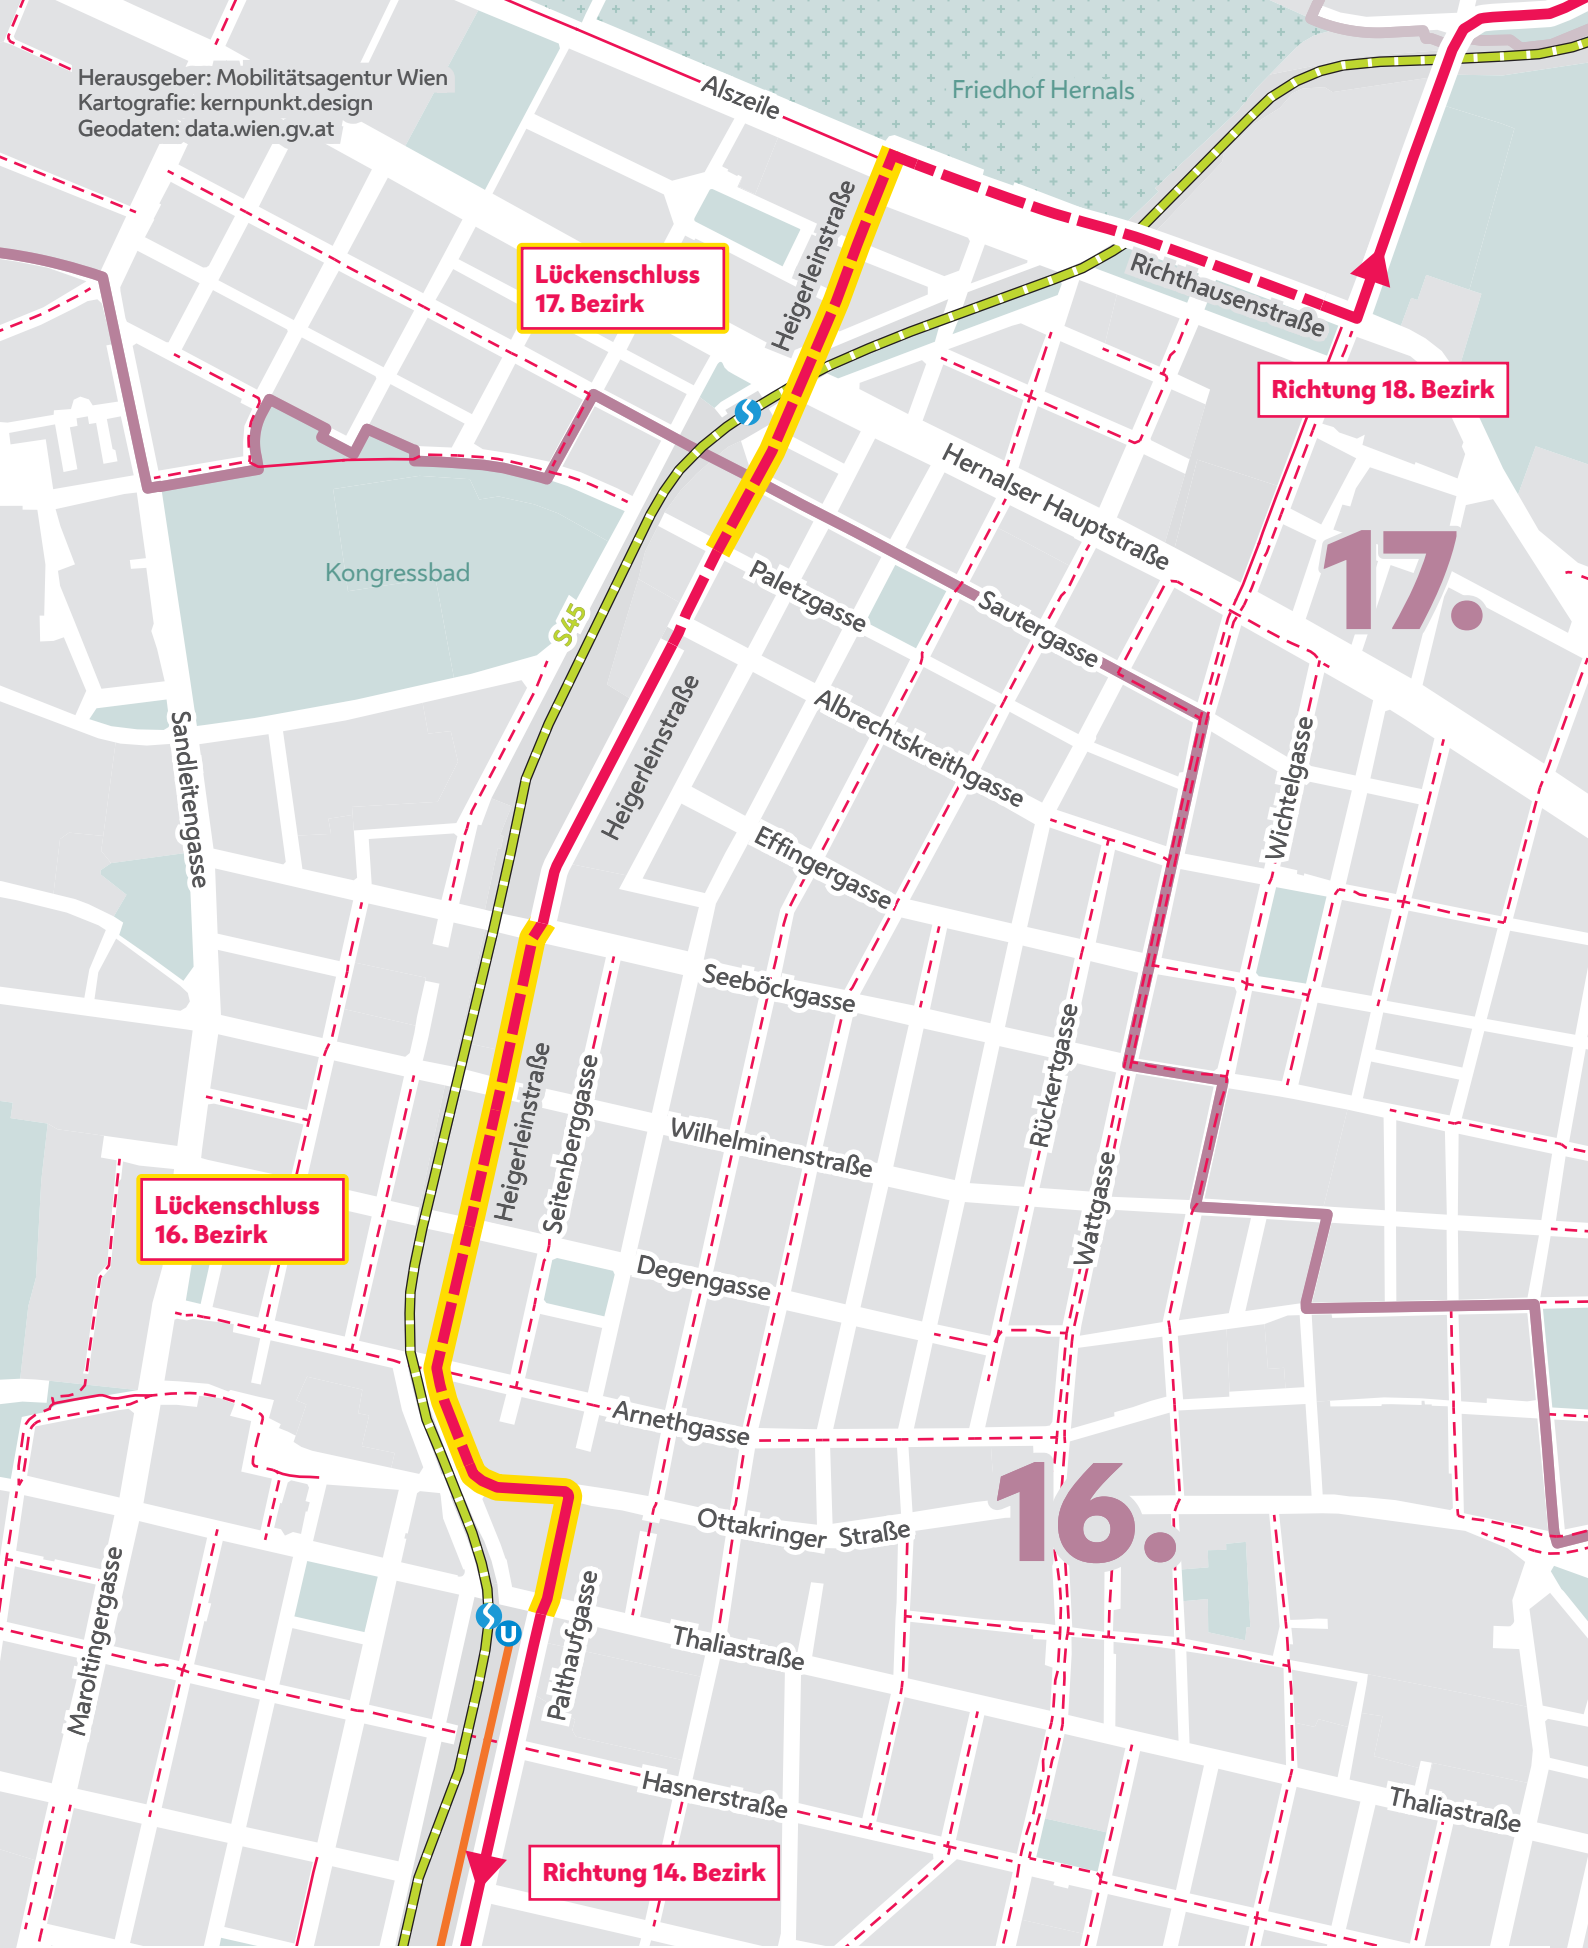 Herausgeber: Mobilitätsagentur Wien
Kartografie: kernpunkt.design
Geodaten: data.wien.gv.at
Alszeile
Friedhof Hernals
Heigerleinstraße
Lückenschluss
17. Bezirk
Richthausenstraße
Richtung 18. Bezirk
Hernalser Hauptstraße
17.
Kongressbad
S45
Paletzgasse
Sautergasse
Heigerleinstraße
Albrechtskreithgasse
Sandleitengasse
Wichtelgasse
Effingergasse
Seeböckgasse
Heigerleinstraße
Seitenberggasse
Rückertgasse
Wilhelminenstraße
Wattgasse
Lückenschluss
16. Bezirk
Degengasse
Arnethgasse
16.
Ottakringer Straße
Maroltingergasse
U
Palthaufgasse
Thaliastraße
Hasnerstraße
Thaliastraße
Richtung 14. Bezirk